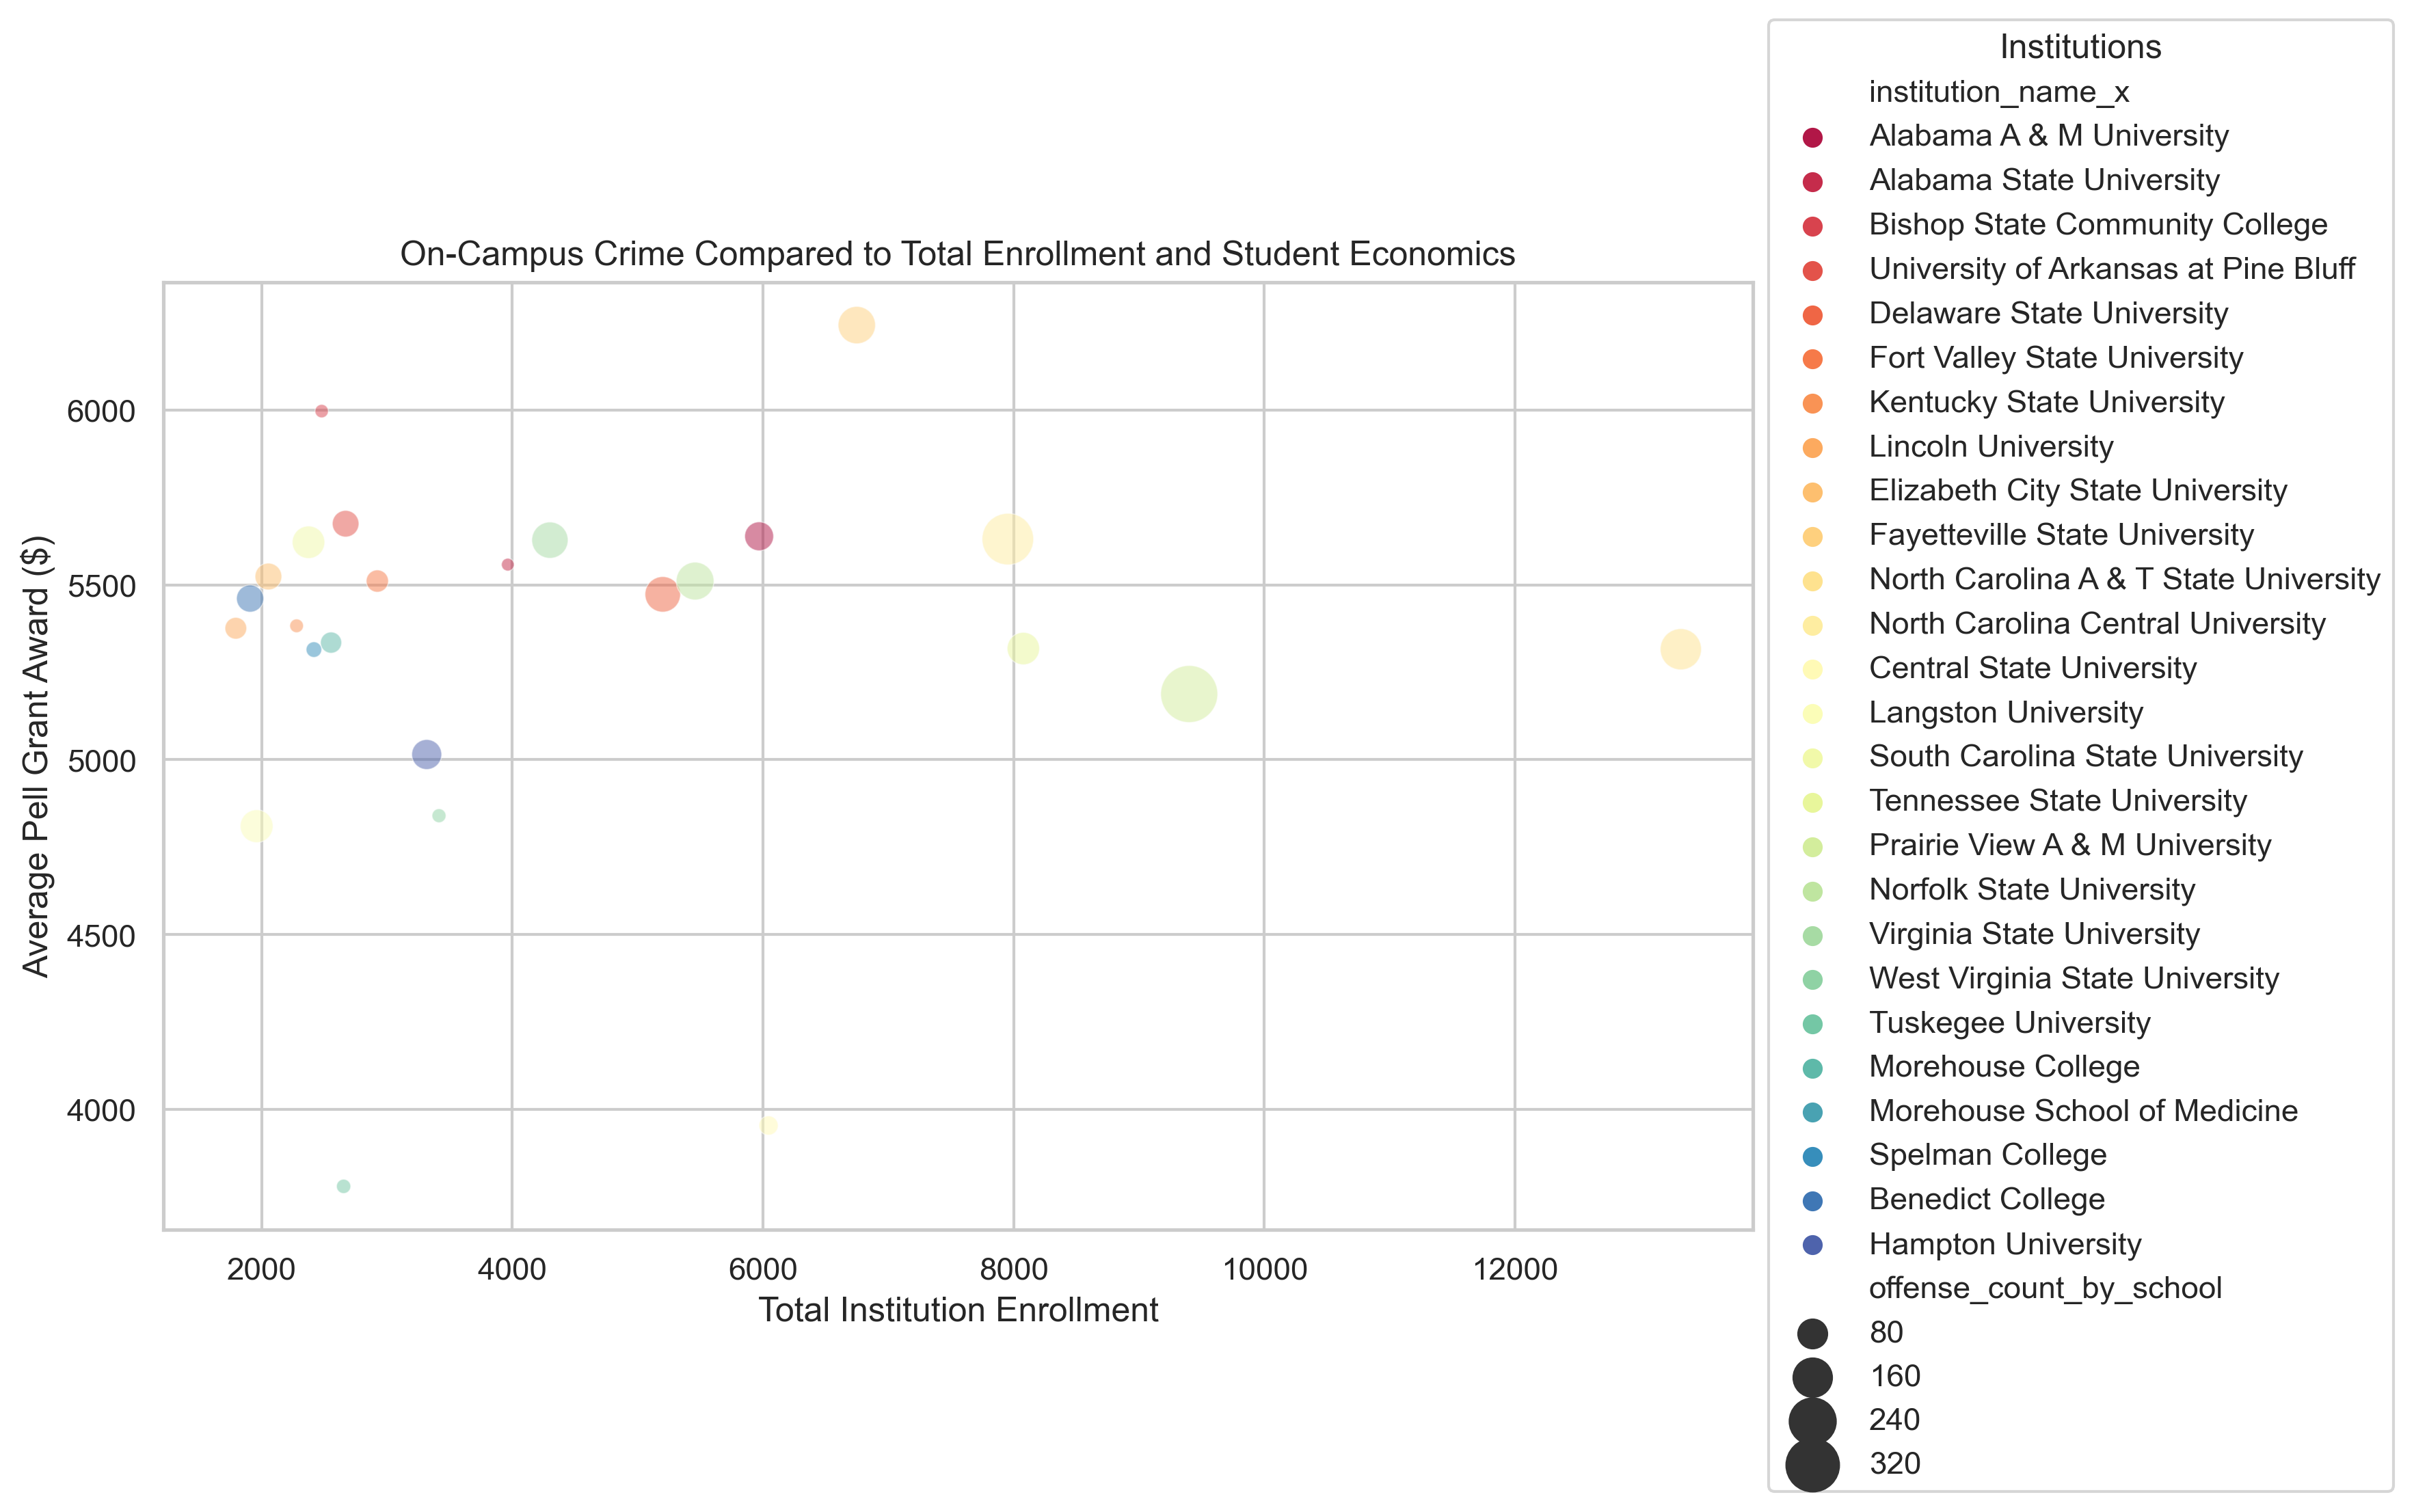 On-Campus Crime Compared to Total Enrollment and Student Economics
Average Pell Grant Award ($)
6000
5500
5000
4500
4000
2000 4000 6000 8000 10000 12000
Total Institution Enrollment
Institutions
institution_name_x
Alabama A & M University
Alabama State University
Bishop State Community College
University of Arkansas at Pine Bluff
Delaware State University
Fort Valley State University
Kentucky State University
Lincoln University
Elizabeth City State University
Fayetteville State University
North Carolina A & T State University
North Carolina Central University
Central State University
Langston University
South Carolina State University
Tennessee State University
Prairie View A & M University
Norfolk State University
Virginia State University
West Virginia State University
Tuskegee University
Morehouse College
Morehouse School of Medicine
Spelman College
Benedict College
Hampton University
offense_count_by_school
80
160
240
320